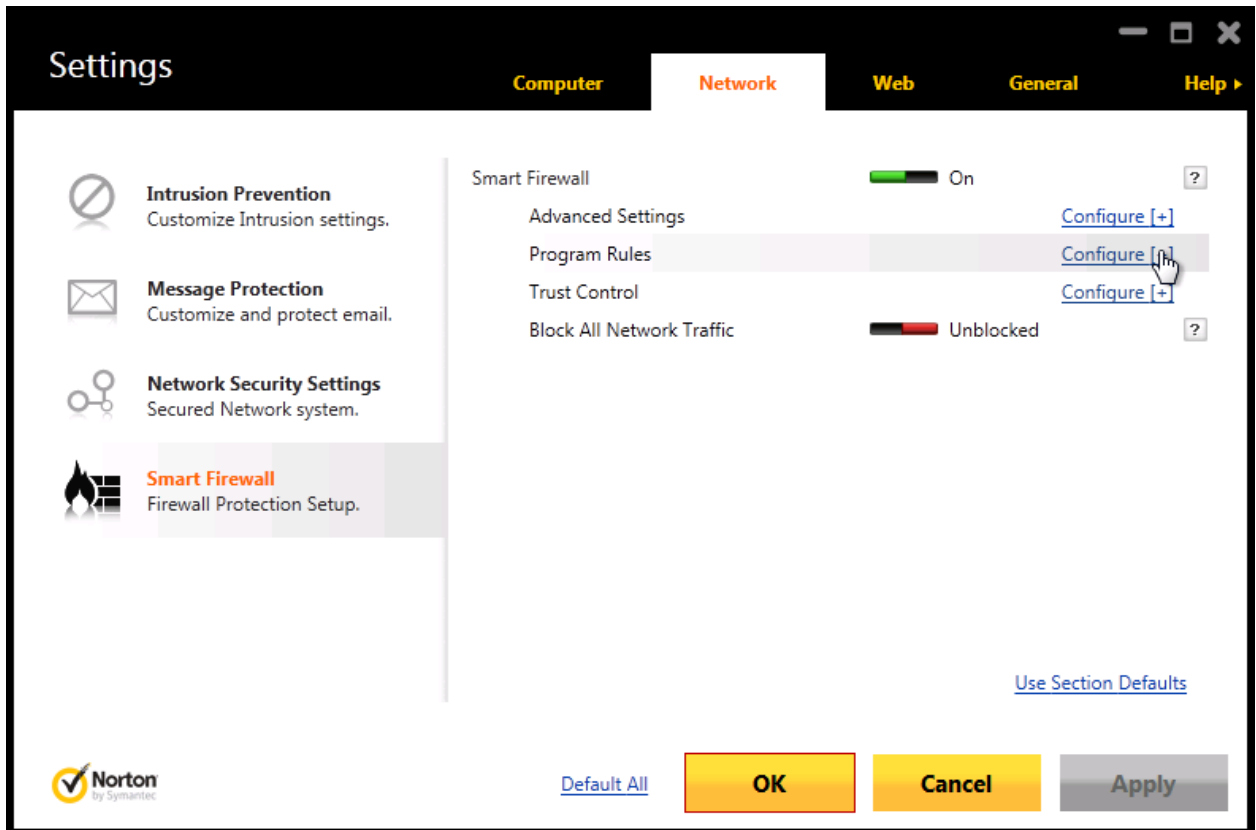 Settings
Computer
Network
Web
General
Help
Intrusion Prevention
Customize Intrusion settings.
Message Protection
Customize and protect email.
Network Security Settings
Secured Network system.
Smart Firewall
Firewall Protection Setup.
Smart Firewall On ?
Advanced Settings Configure [+]
Program Rules Configure
Trust Control Configure [+]
Block All Network Traffic Unblocked ?
Use Section Defaults
Norton
by Symantec
Default All
OK
Cancel
Apply